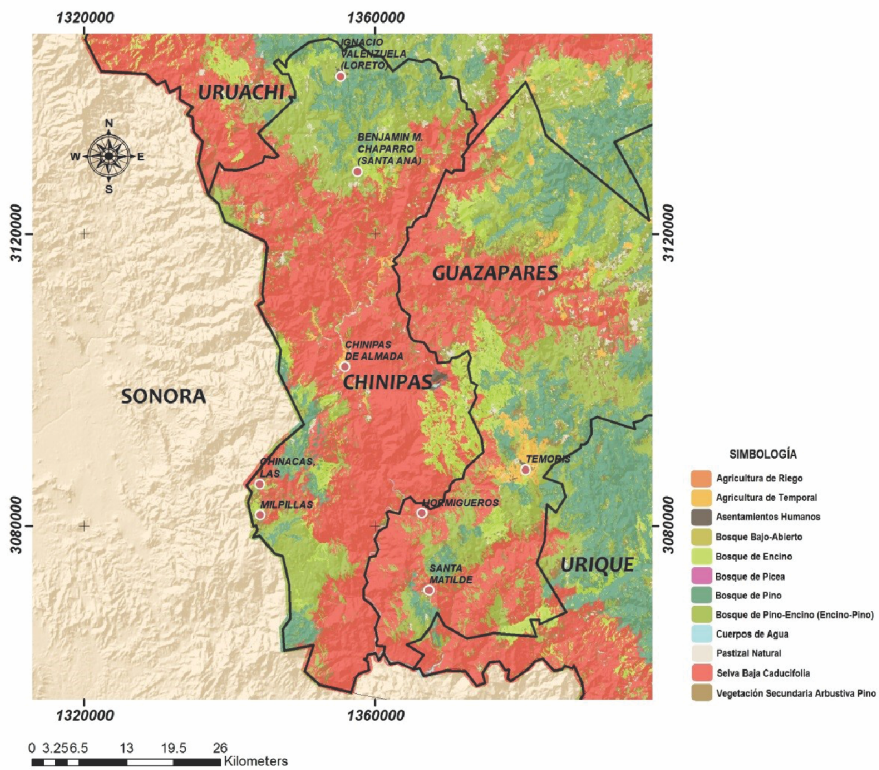 1320000
1360000
IGNACIO
VALENZUELA
(LORETO)
URUACHI
BENJAMIN M.
CHAPARRO
(SANTA ANA)
N
W
E
S
3120000
3120000
GUAZAPARES
CHINIPAS
DE ALMADA
CHINIPAS
SONORA
CHINACAS,
LAS
TEMORIS
MILPILLAS
HORMIGUEROS
3080000
3080000
URIQUE
SANTA
MATILDE
1320000
1360000
0 3.25 6.5 13 19.5 26
Kilometers
SIMBOLOGÍA
Agricultura de Riego
Agricultura de Temporal
Asentamientos Humanos
Bosque Bajo-Abierto
Bosque de Encino
Bosque de Picea
Bosque de Pino
Bosque de Pino-Encino (Encino-Pino)
Cuerpos de Agua
Pastizal Natural
Selva Baja Caducifolia
Vegetación Secundaria Arbustiva Pino